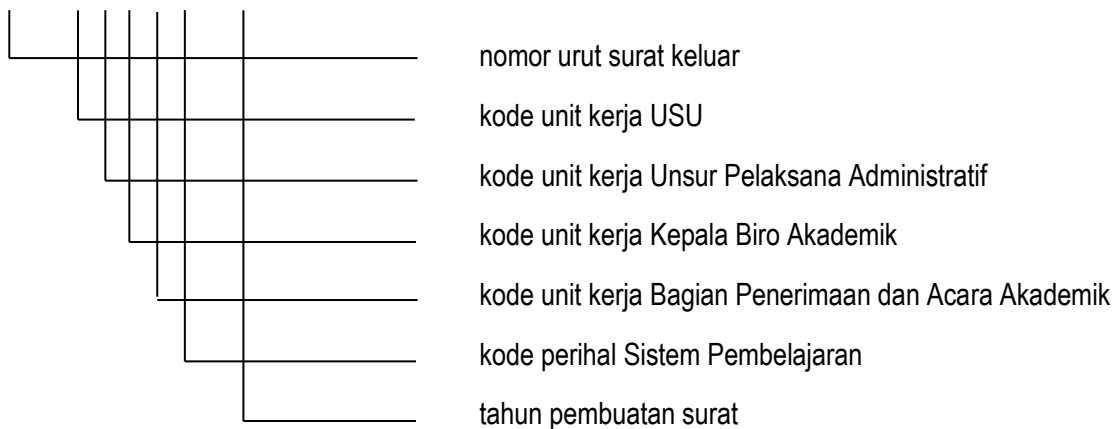 nomor urut surat keluar
kode unit kerja USU
kode unit kerja Unsur Pelaksana Administratif
kode unit kerja Kepala Biro Akademik
kode unit kerja Bagian Penerimaan dan Acara Akademik
kode perihal Sistem Pembelajaran
tahun pembuatan surat